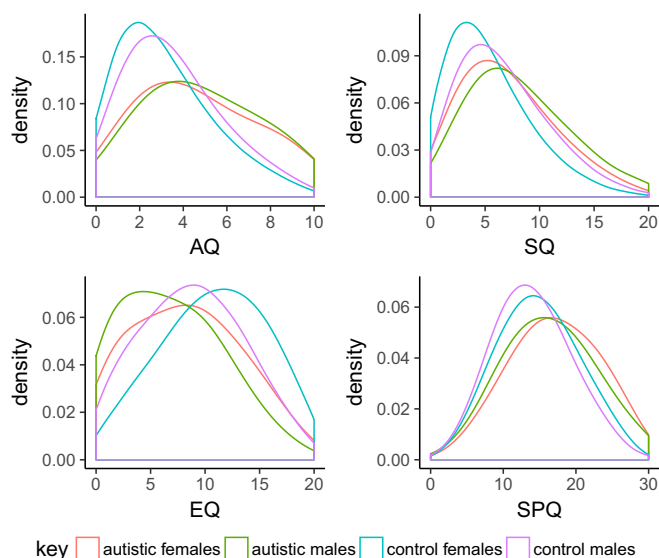 density
0.15
0.10
0.05
0.00
0 2 4 6 8 10
AQ
density
0.09
0.06
0.03
0.00
0 5 10 15 20
SQ
density
0.06
0.04
0.02
0.00
0 5 10 15 20
EQ
density
0.06
0.04
0.02
0.00
0 10 20 30
SPQ
key autistic females autistic males control females control males